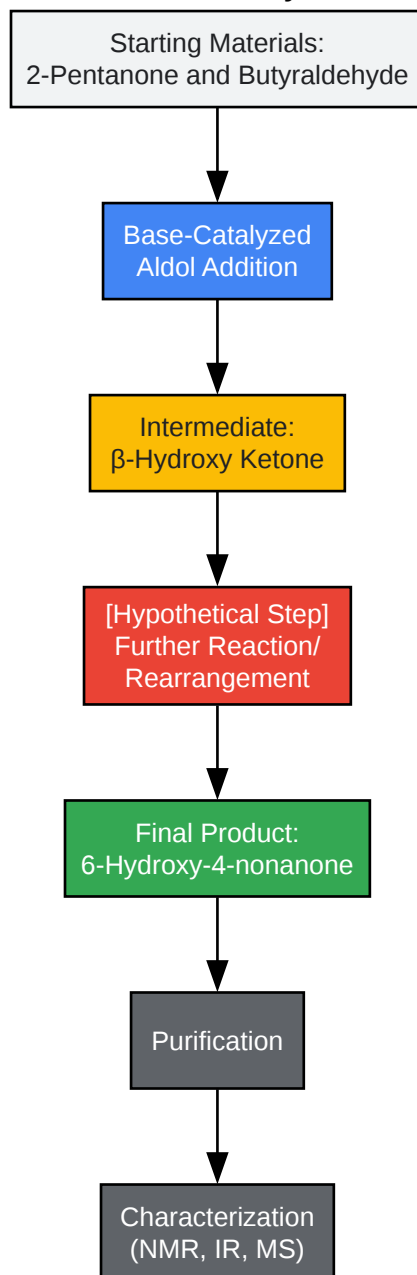 Starting Materials:
2-Pentanone and Butyraldehyde
Base-Catalyzed
Aldol Addition
Intermediate:
β-Hydroxy Ketone
[Hypothetical Step]
Further Reaction/
Rearrangement
Final Product:
6-Hydroxy-4-nonanone
Purification
Characterization
(NMR, IR, MS)